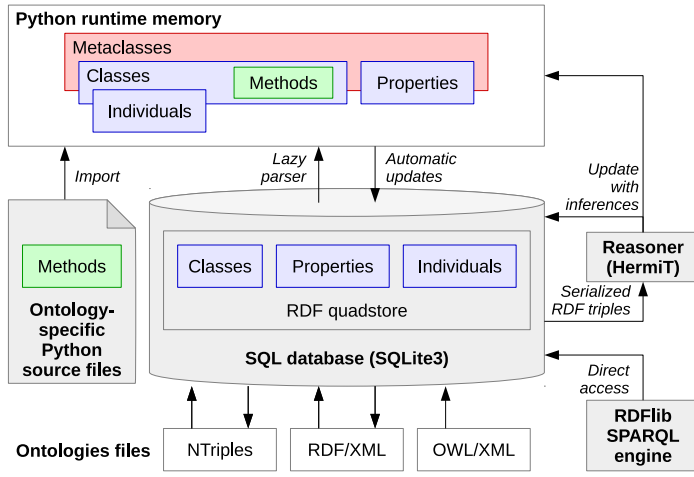 Python runtime memory
Metaclasses
Classes
Methods
Properties
Individuals
Import
Lazy
parser
Automatic
updates
Update
with
inferences
Methods
Ontology-
specific
Python
source files
Classes
Properties
Individuals
RDF quadstore
SQL database (SQLite3)
Reasoner
(HermiT)
Serialized
RDF triples
Direct
access
RDFlib
SPARQL
engine
Ontologies files
NTriples
RDF/XML
OWL/XML